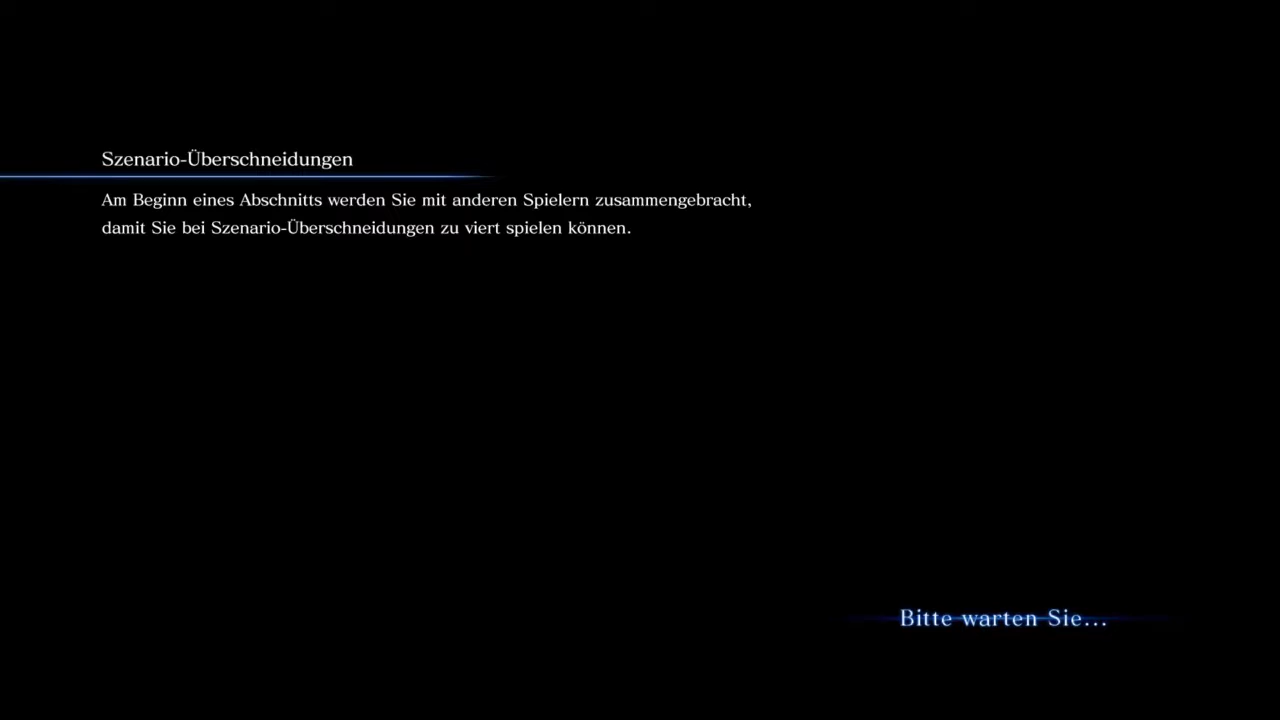 Szenario-Überschneidungen
Am Beginn eines Abschnitts werden Sie mit anderen Spielern zusammengebracht,
damit Sie bei Szenario-Überschneidungen zu viert spielen können.
Bitte warten Sie...